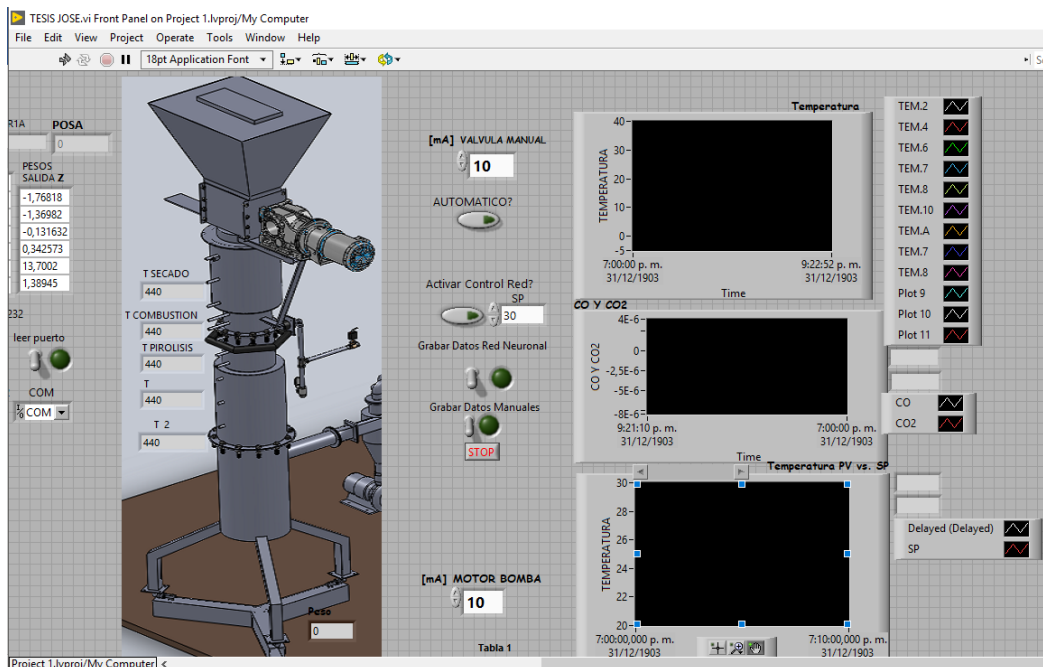 TESIS JOSE.vi Front Panel on Project 1.lvproj/My Computer
File Edit View Project Operate Tools Window Help
18pt Application Font
R1A POSA
0
PESOS
SALIDA Z
-1,76818
-1,36982
-0,131632
0,342573
13,7002
1,38945
232
leer puerto
COM
COM
T SECADO
440
T COMBUSTION
440
T PIROLISIS
440
T
440
T 2
440
Peso
0
[mA] VALVULA MANUAL
10
AUTOMATICO?
Activar Control Red?
SP
30
Grabar Datos Red Neuronal
Grabar Datos Manuales
STOP
[mA] MOTOR BOMBA
10
Tabla 1
Temperatura
TEMPERATURA
40
30
20
10
0
-5
7:00:00 p. m.
31/12/1903
9:22:52 p. m.
31/12/1903
Time
TEM.2
TEM.4
TEM.6
TEM.7
TEM.8
TEM.10
TEM.A
TEM.7
TEM.8
Plot 9
Plot 10
Plot 11
CO Y CO2
CO Y CO2
4E-6
0
-2,5E-6
-5E-6
-8E-6
9:21:10 p. m.
31/12/1903
7:00:00 p. m.
31/12/1903
Time
CO
CO2
Temperatura PV vs. SP
TEMPERATURA
30
28
26
24
22
20
7:00:00,000 p. m.
31/12/1903
7:10:00,000 p. m.
31/12/1903
Delayed (Delayed)
SP
Project 1.lvproj/My Computer